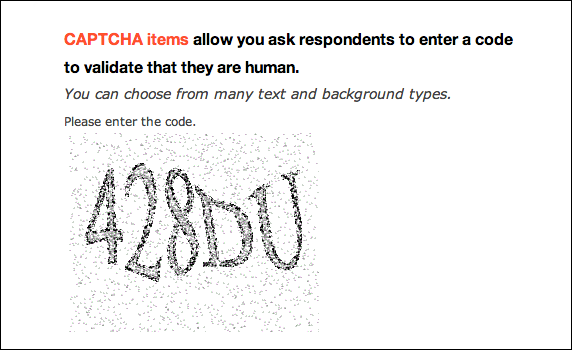 CAPTCHA items allow you ask respondents to enter a code
to validate that they are human.
You can choose from many text and background types.
Please enter the code.
428DU